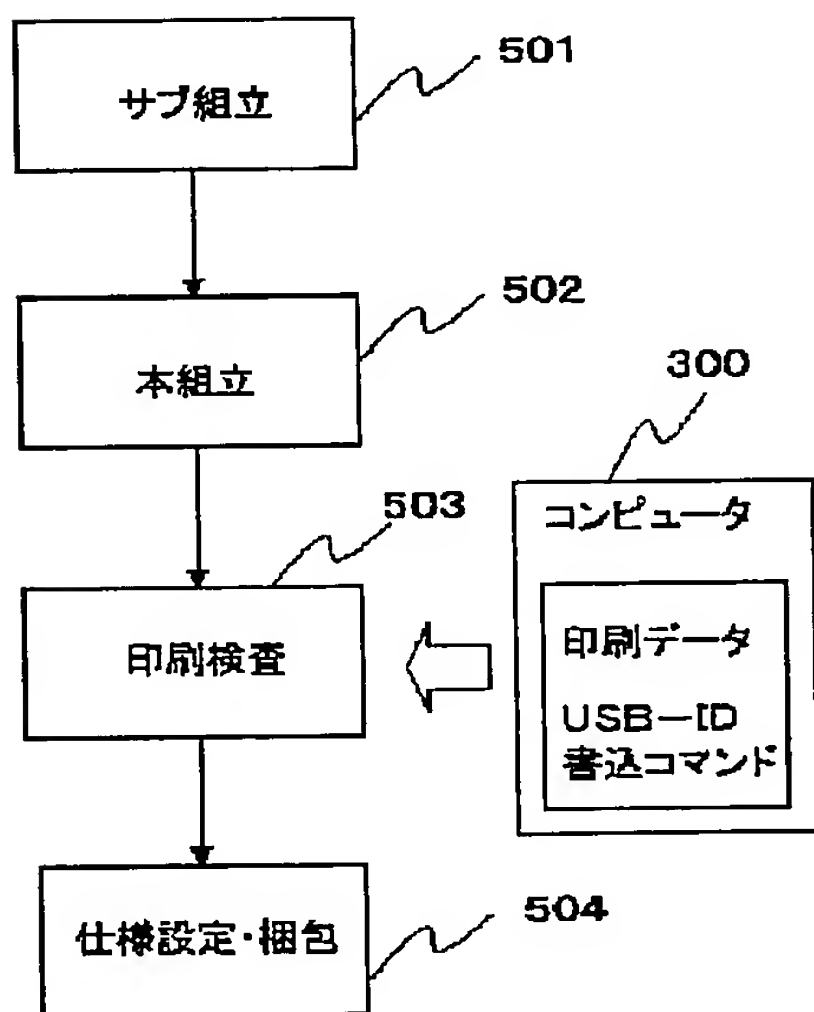 501
サブ組立
502
本組立
300
コンピュータ
503
印刷検査
印刷データ
USB－ID
書込コマンド
504
仕様設定・梱包